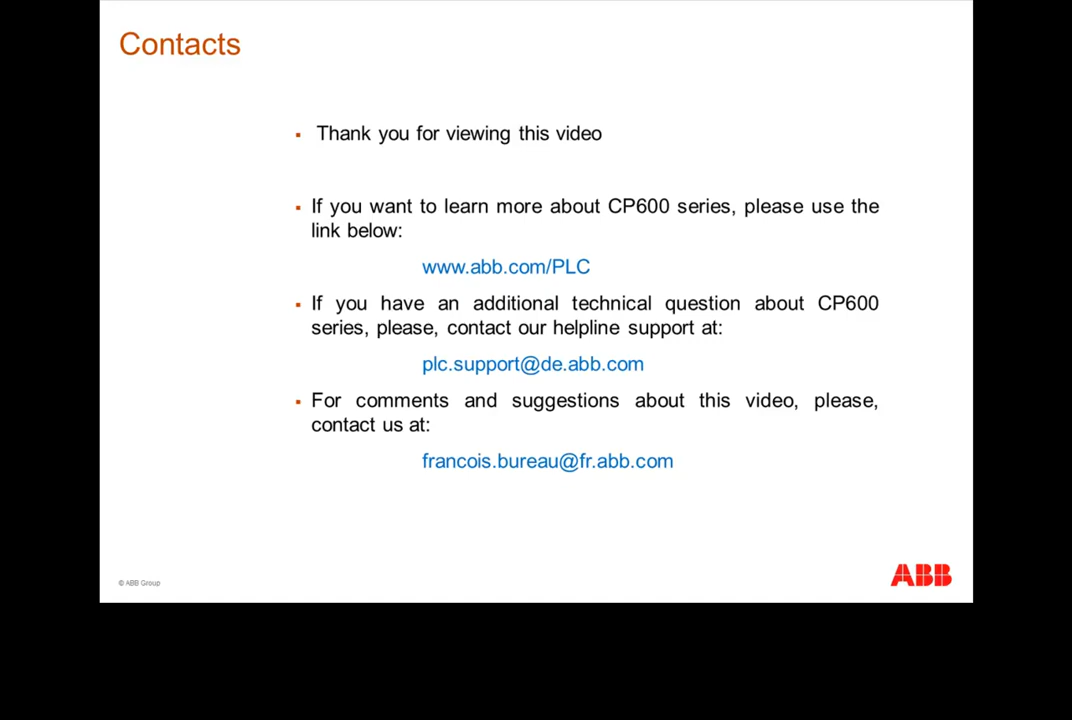 Contacts
Thank you for viewing this video
If you want to learn more about CP600 series, please use the
link below:
www.abb.com/PLC
If you have an additional technical question about CP600
series, please, contact our helpline support at:
plc.support@de.abb.com
For comments and suggestions about this video, please,
contact us at:
francois.bureau@fr.abb.com
© ABB Group
ABB